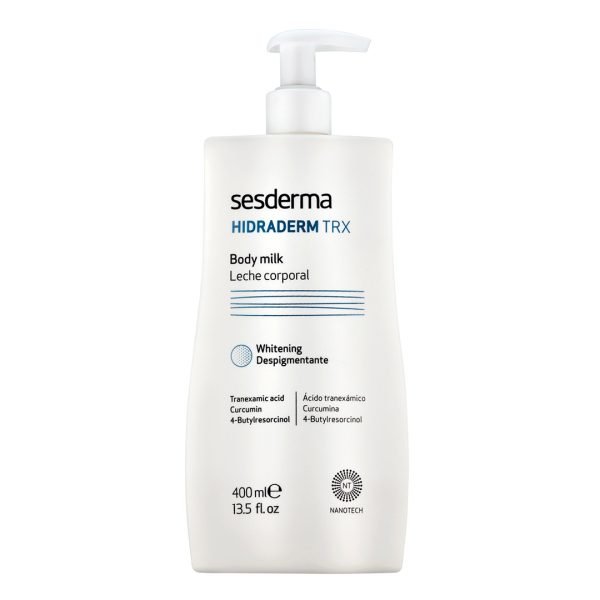 sesderma
HIDRADERM TRX
Body milk
Leche corporal
Whitening
Despigmentante
Tranexamic acid
Curcumin
4-Butylresorcinol
Ácido tranexámico
Curcumina
4-Butylresorcinol
400 ml℮
13.5 fl. oz
NT
NANOTECH